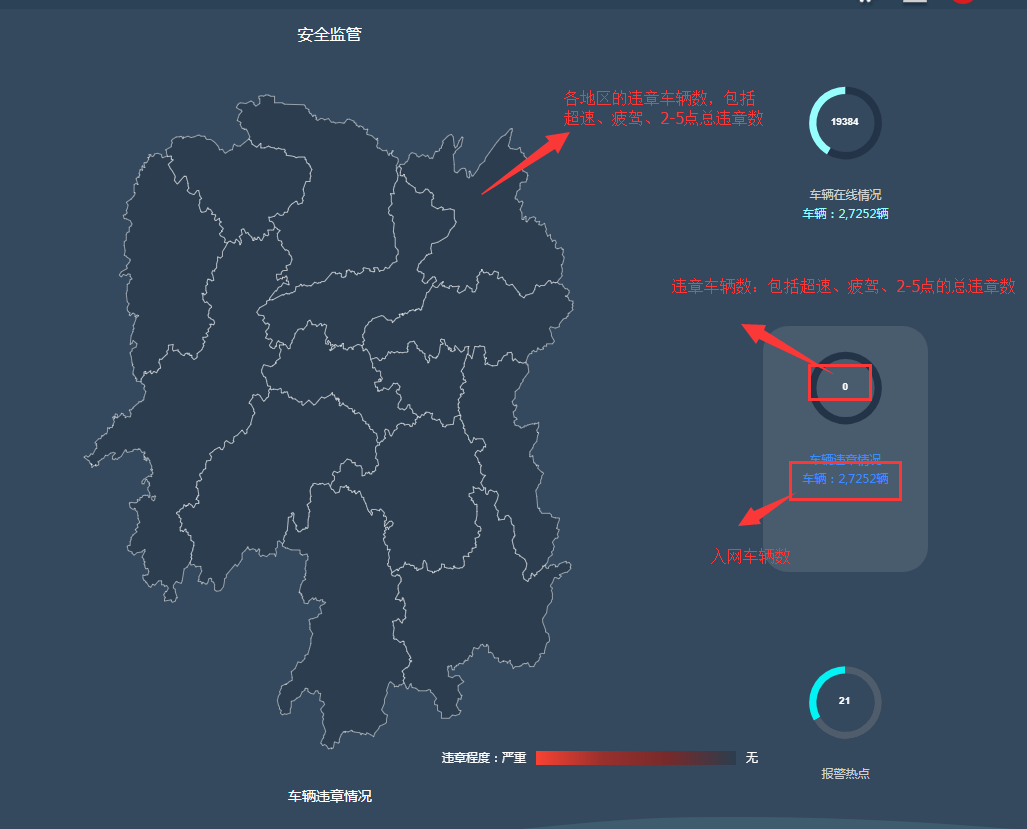 安全监管
各地区的违章车辆数，包括
超速、疲驾、2-5点总违章数
19384
车辆在线情况
车辆：2,7252辆
违章车辆数：包括超速、疲驾、2-5点的总违章数
0
车辆违章情况
车辆：2,7252辆
入网车辆数
21
违章程度：严重
无
报警热点
车辆违章情况